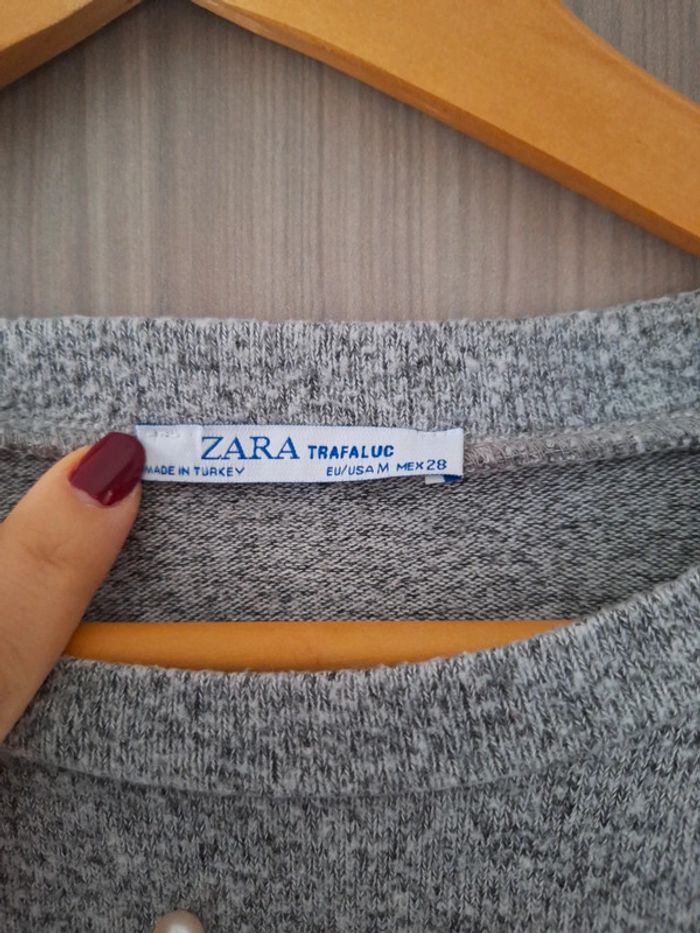 ZARA TRAFALUC
MADE IN TURKEY EU/USA M MEX 28